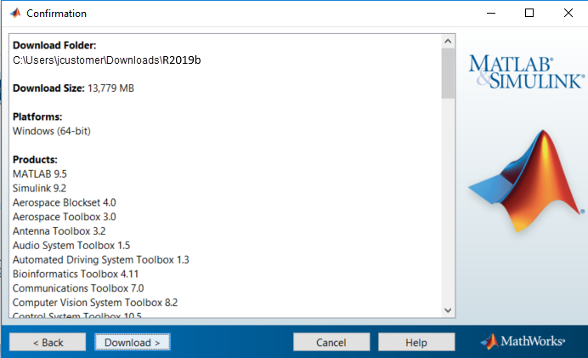 Confirmation
Download Folder:
C:\Users\jcustomer\Downloads\R2019b
Download Size: 13,779 MB
Platforms:
Windows (64-bit)
Products:
MATLAB 9.5
Simulink 9.2
Aerospace Blockset 4.0
Aerospace Toolbox 3.0
Antenna Toolbox 3.2
Audio System Toolbox 1.5
Automated Driving System Toolbox 1.3
Bioinformatics Toolbox 4.11
Communications Toolbox 7.0
Computer Vision System Toolbox 8.2
Control System Toolbox 10.5
MATLAB®
&SIMULINK®
< Back
Download >
Cancel
Help
MathWorks®